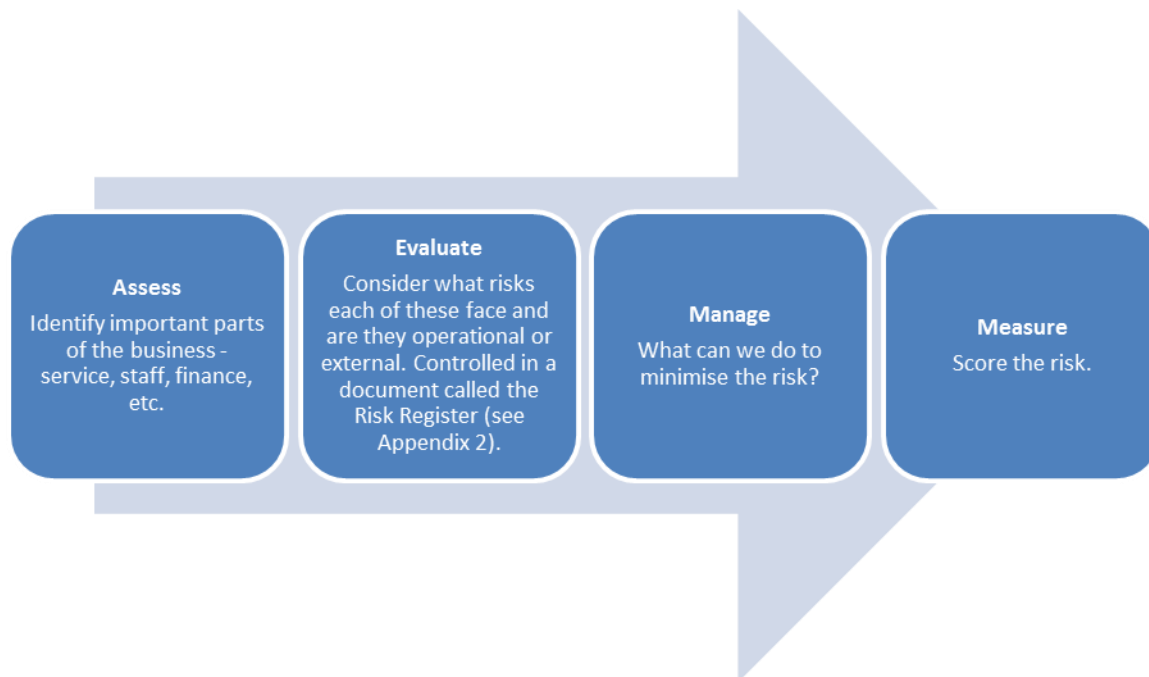 Assess
Identify important parts
of the business -
service, staff, finance,
etc.
Evaluate
Consider what risks
each of these face and
are they operational or
external. Controlled in a
document called the
Risk Register (see
Appendix 2).
Manage
What can we do to
minimise the risk?
Measure
Score the risk.